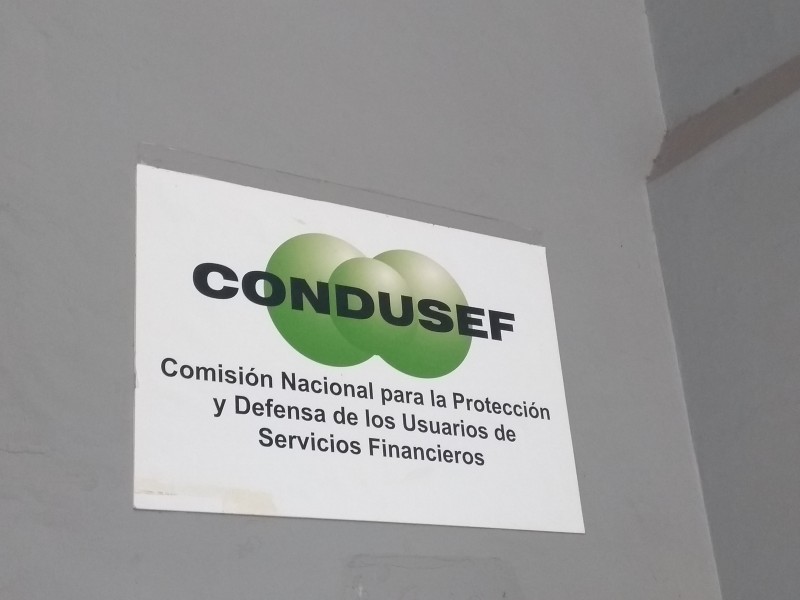 CONDUSEF
Comisión Nacional para la Protección
y Defensa de los Usuarios de
Servicios Financieros